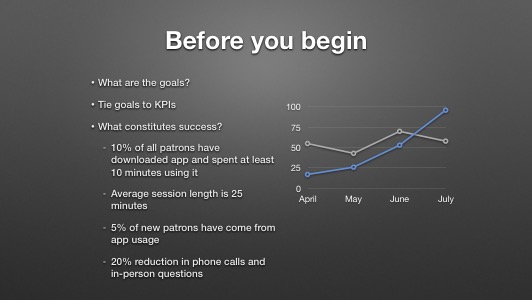 Before you begin
• What are the goals?
• Tie goals to KPIs
• What constitutes success?
- 10% of all patrons have
downloaded app and spent at least
10 minutes using it
- Average session length is 25
minutes
- 5% of new patrons have come from
app usage
- 20% reduction in phone calls and
in-person questions
100
75
50
25
0
April May June July